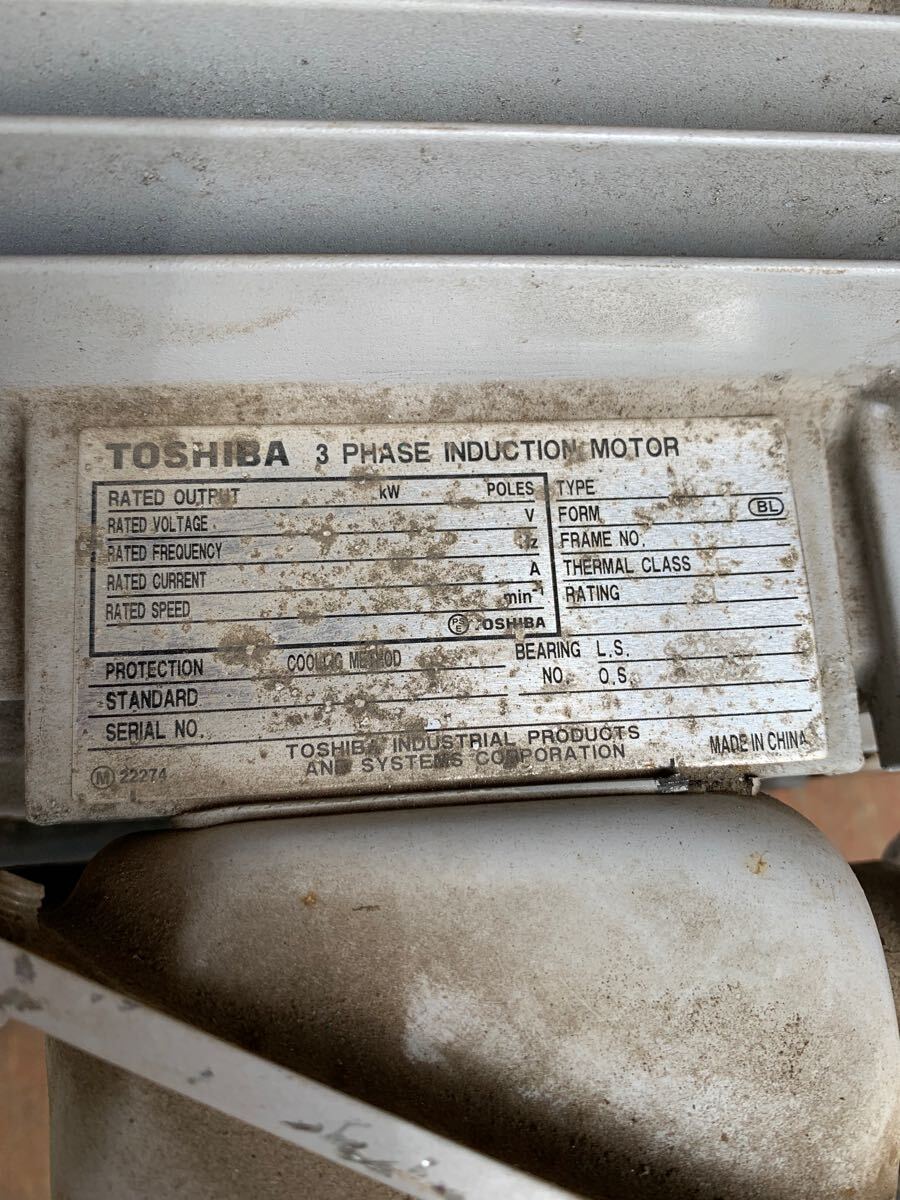 TOSHIBA 3 PHASE INDUCTION MOTOR
RATED OUTPUT kW POLES
RATED VOLTAGE V
RATED FREQUENCY Hz
RATED CURRENT A
RATED SPEED min⁻¹
PS E TOSHIBA
TYPE
FORM BL
FRAME NO.
THERMAL CLASS
RATING
PROTECTION COOLING METHOD
BEARING NO. L.S.
O.S.
STANDARD
SERIAL NO.
TOSHIBA INDUSTRIAL PRODUCTS
AND SYSTEMS CORPORATION
MADE IN CHINA
M 22274